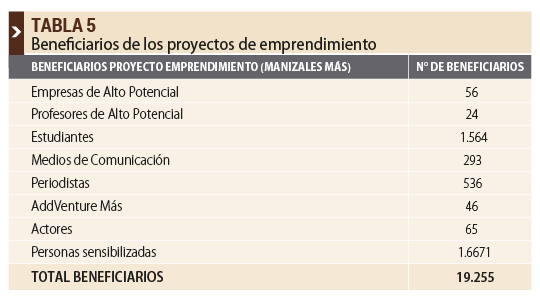 TABLA 5
Beneficiarios de los proyectos de emprendimiento
BENEFICIARIOS PROYECTO EMPRENDIMIENTO (MANIZALES MÁS) N° DE BENEFICIARIOS
Empresas de Alto Potencial 56
Profesores de Alto Potencial 24
Estudiantes 1.564
Medios de Comunicación 293
Periodistas 536
AddVenture Más 46
Actores 65
Personas sensibilizadas 1.6671
TOTAL BENEFICIARIOS 19.255